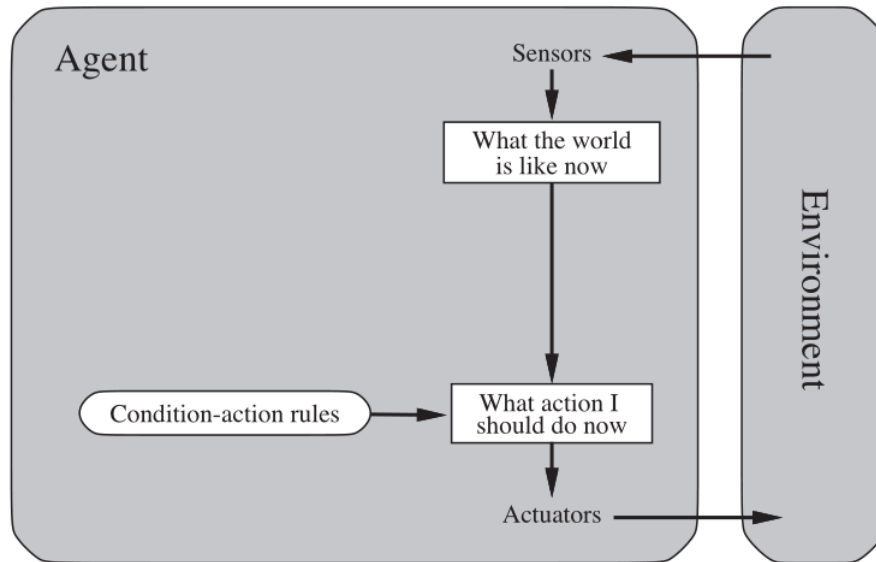 Agent
Sensors
What the world
is like now
Environment
Condition-action rules
What action I
should do now
Actuators